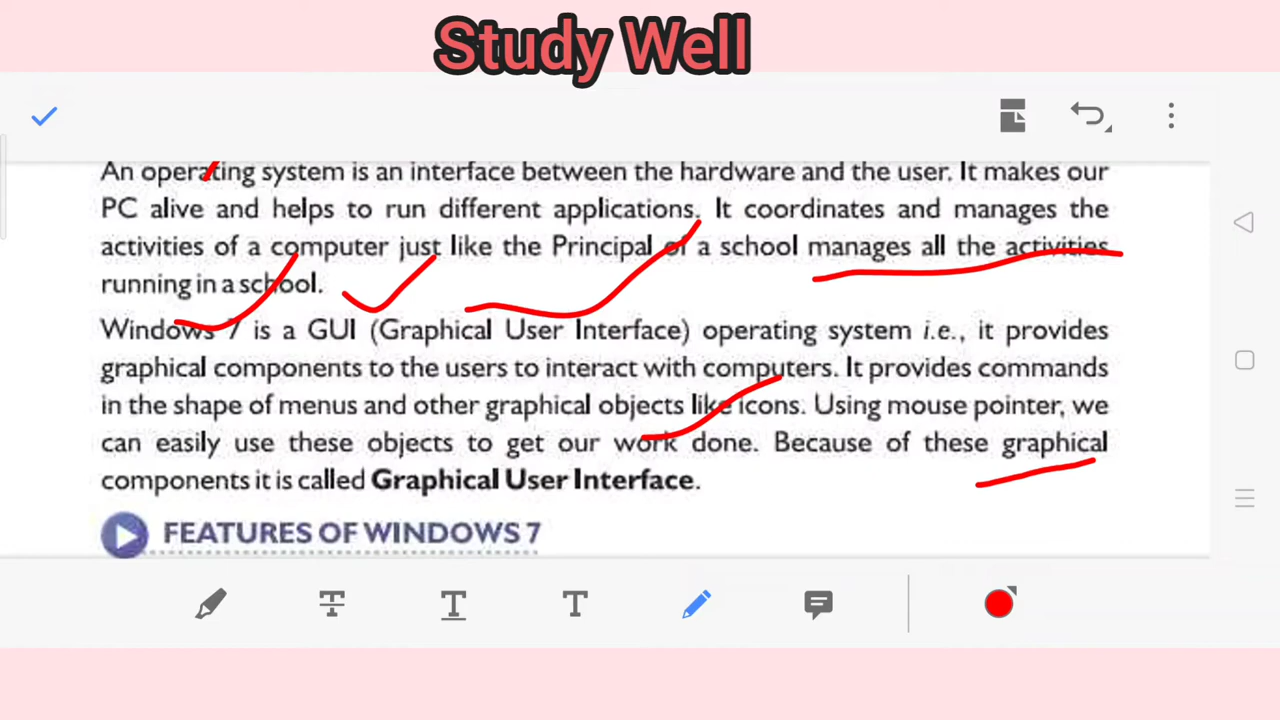 Study Well
An operating system is an interface between the hardware and the user. It makes our
PC alive and helps to run different applications. It coordinates and manages the
activities of a computer just like the Principal of a school manages all the activities
running in a school.
Windows 7 is a GUI (Graphical User Interface) operating system i.e., it provides
graphical components to the users to interact with computers. It provides commands
in the shape of menus and other graphical objects like icons. Using mouse pointer, we
can easily use these objects to get our work done. Because of these graphical
components it is called Graphical User Interface.
FEATURES OF WINDOWS 7
T
T
T